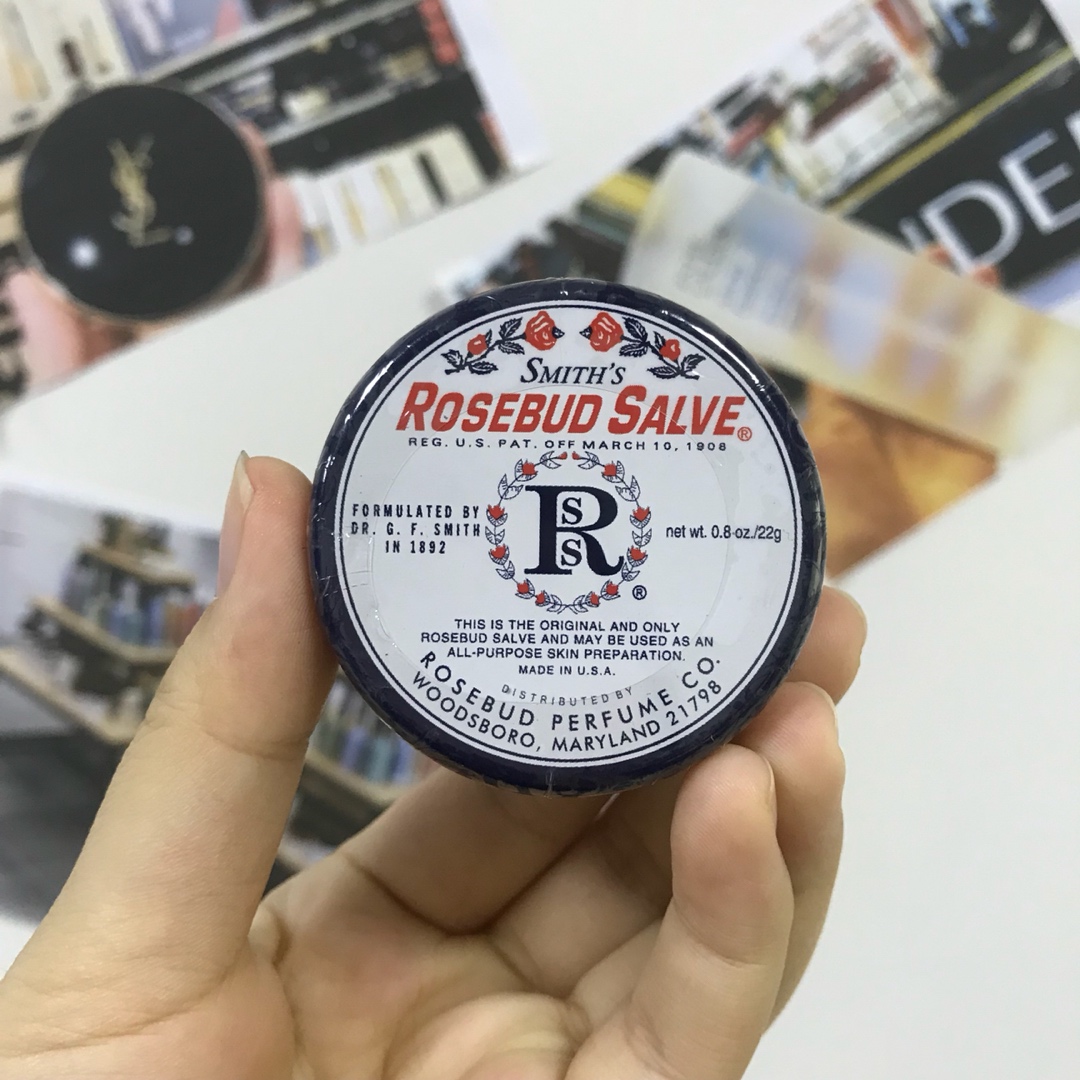 SMITH'S
ROSEBUD SALVE®
REG. U.S. PAT. OFF MARCH 10, 1908
FORMULATED BY
DR. G. F. SMITH
IN 1892
RSS®
net wt. 0.8 oz./22g
THIS IS THE ORIGINAL AND ONLY
ROSEBUD SALVE AND MAY BE USED AS AN
ALL-PURPOSE SKIN PREPARATION.
MADE IN U.S.A.
DISTRIBUTED BY
ROSEBUD PERFUME CO.
WOODSBORO, MARYLAND 21798
YSL